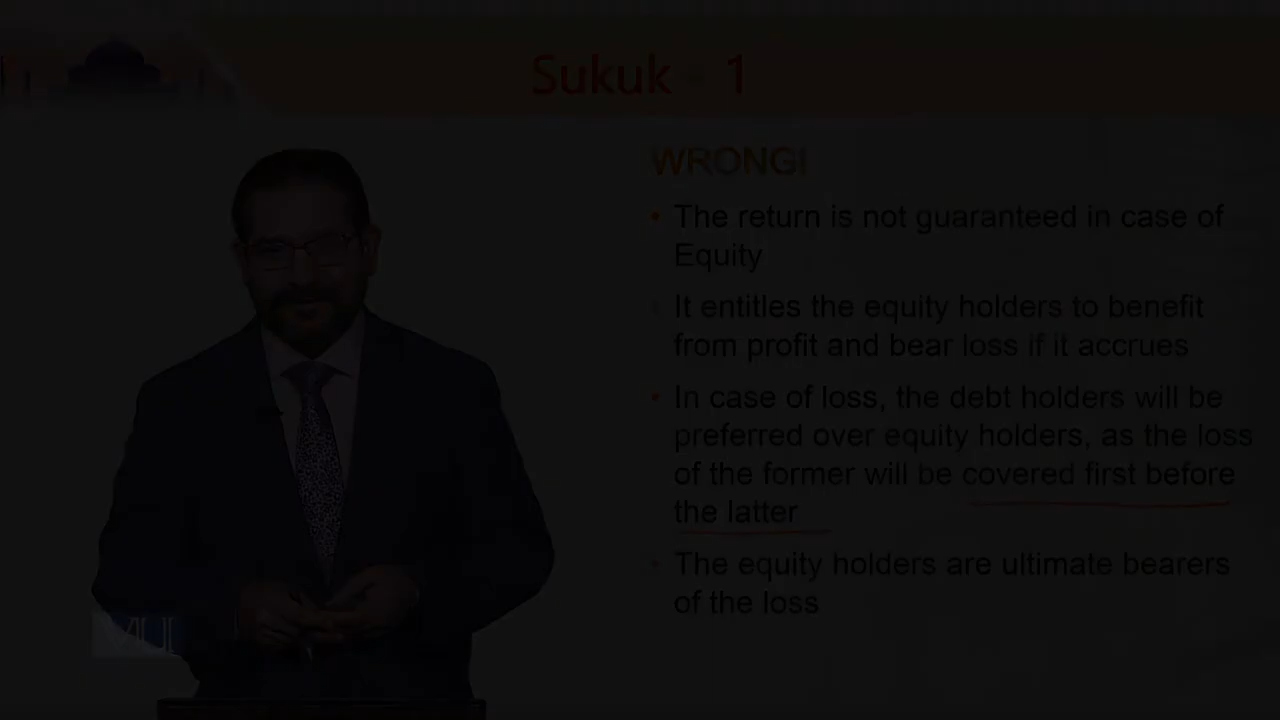 Sukuk - 1
WRONG!
• The return is not guaranteed in case of
Equity
• It entitles the equity holders to benefit
from profit and bear loss if it accrues
• In case of loss, the debt holders will be
preferred over equity holders, as the loss
of the former will be covered first before
the latter
• The equity holders are ultimate bearers
of the loss